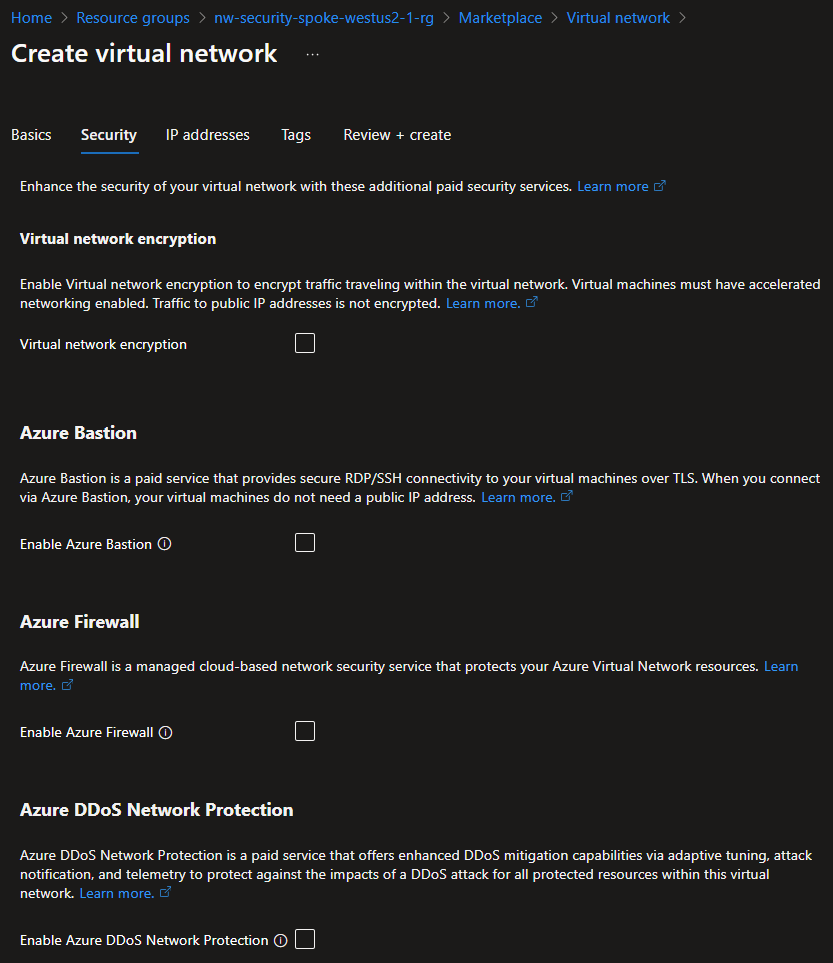 Home > Resource groups > nw-security-spoke-westus2-1-rg > Marketplace > Virtual network >
Create virtual network ...
Basics Security IP addresses Tags Review + create
Enhance the security of your virtual network with these additional paid security services. Learn more
Virtual network encryption
Enable Virtual network encryption to encrypt traffic traveling within the virtual network. Virtual machines must have accelerated
networking enabled. Traffic to public IP addresses is not encrypted. Learn more.
Virtual network encryption
Azure Bastion
Azure Bastion is a paid service that provides secure RDP/SSH connectivity to your virtual machines over TLS. When you connect
via Azure Bastion, your virtual machines do not need a public IP address. Learn more.
Enable Azure Bastion
Azure Firewall
Azure Firewall is a managed cloud-based network security service that protects your Azure Virtual Network resources. Learn
more.
Enable Azure Firewall
Azure DDoS Network Protection
Azure DDoS Network Protection is a paid service that offers enhanced DDoS mitigation capabilities via adaptive tuning, attack
notification, and telemetry to protect against the impacts of a DDoS attack for all protected resources within this virtual
network. Learn more.
Enable Azure DDoS Network Protection